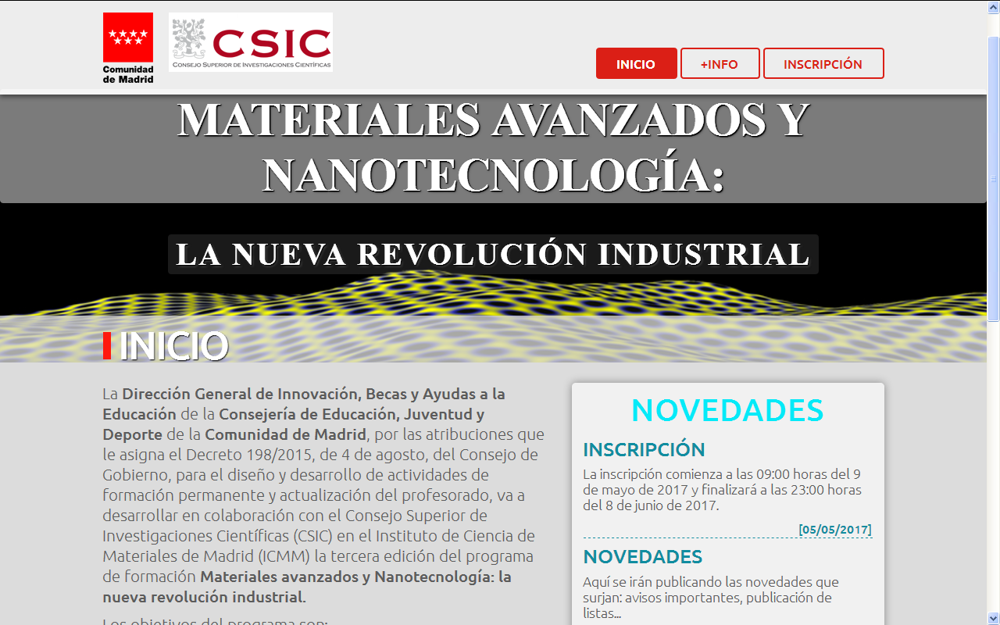 Comunidad
de Madrid
CSIC
CONSEJO SUPERIOR DE INVESTIGACIONES CIENTÍFICAS
INICIO
+INFO
INSCRIPCIÓN
MATERIALES AVANZADOS Y
NANOTECNOLOGÍA:
LA NUEVA REVOLUCIÓN INDUSTRIAL
INICIO
La Dirección General de Innovación, Becas y Ayudas a la
Educación de la Consejería de Educación, Juventud y
Deporte de la Comunidad de Madrid, por las atribuciones que
le asigna el Decreto 198/2015, de 4 de agosto, del Consejo de
Gobierno, para el diseño y desarrollo de actividades de
formación permanente y actualización del profesorado, va a
desarrollar en colaboración con el Consejo Superior de
Investigaciones Científicas (CSIC) en el Instituto de Ciencia de
Materiales de Madrid (ICMM) la tercera edición del programa
de formación Materiales avanzados y Nanotecnología: la
nueva revolución industrial.
Los objetivos del programa son:
NOVEDADES
INSCRIPCIÓN
La inscripción comienza a las 09:00 horas del 9
de mayo de 2017 y finalizará a las 23:00 horas
del 8 de junio de 2017.
[05/05/2017]
NOVEDADES
Aquí se irán publicando las novedades que
surjan: avisos importantes, publicación de
listas...